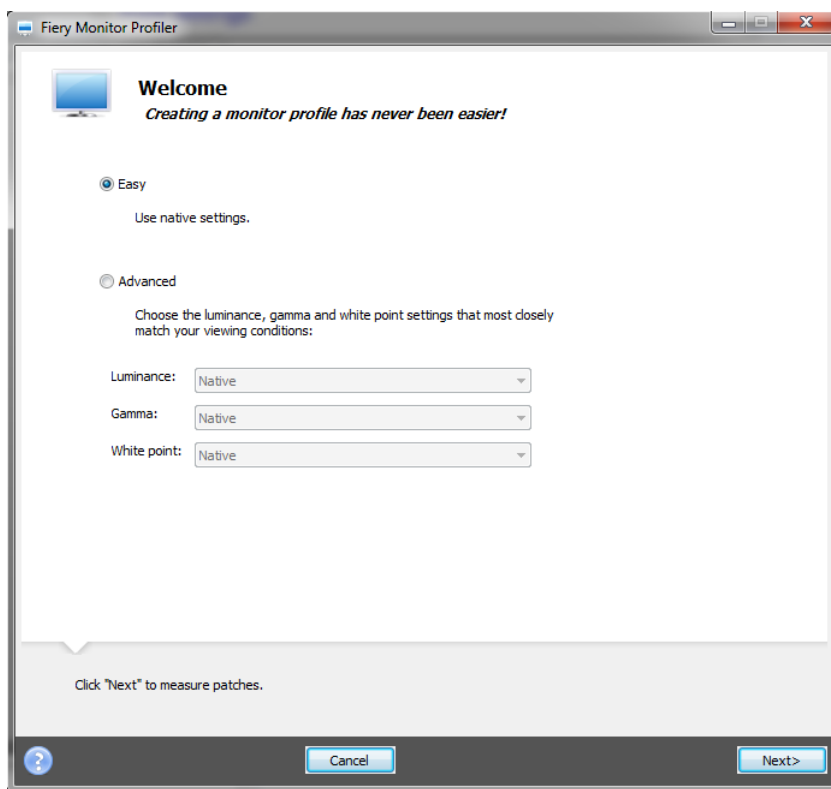 Fiery Monitor Profiler
Welcome
Creating a monitor profile has never been easier!
Easy
Use native settings.
Advanced
Choose the luminance, gamma and white point settings that most closely
match your viewing conditions:
Luminance: Native
Gamma: Native
White point: Native
Click "Next" to measure patches.
?
Cancel
Next>